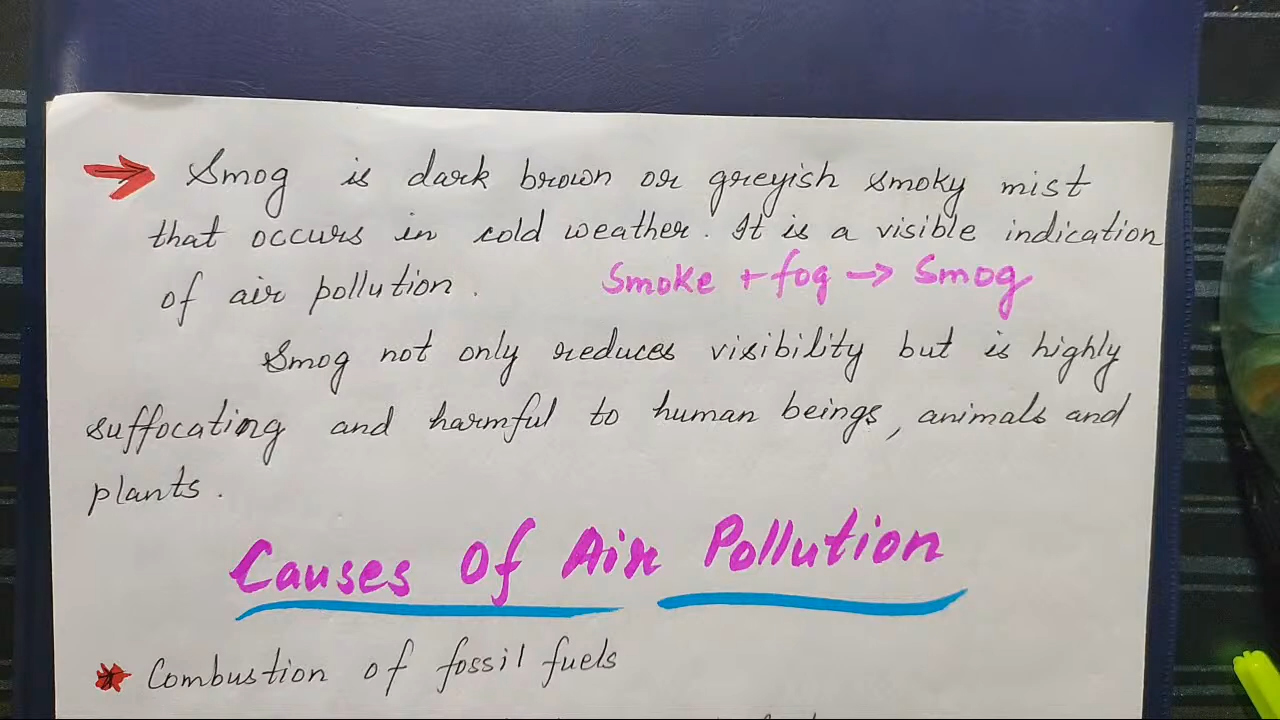 Smog is dark brown or greyish smoky mist
that occurs in cold weather. It is a visible indication
of air pollution. Smoke + fog → Smog
Smog not only reduces visibility but is highly
suffocating and harmful to human beings, animals and
plants.
Causes Of Air Pollution
* Combustion of fossil fuels